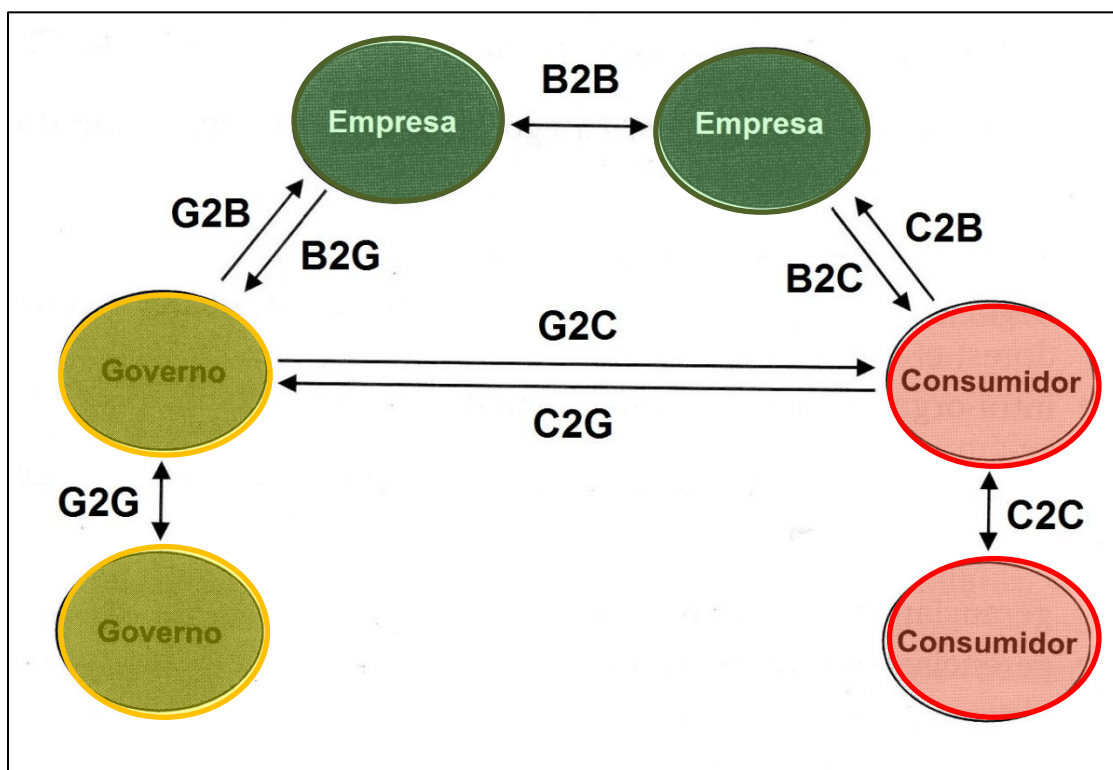 B2B
Empresa
Empresa
G2B
B2G
C2B
B2C
G2C
Governo
Consumidor
C2G
G2G
C2C
Governo
Consumidor